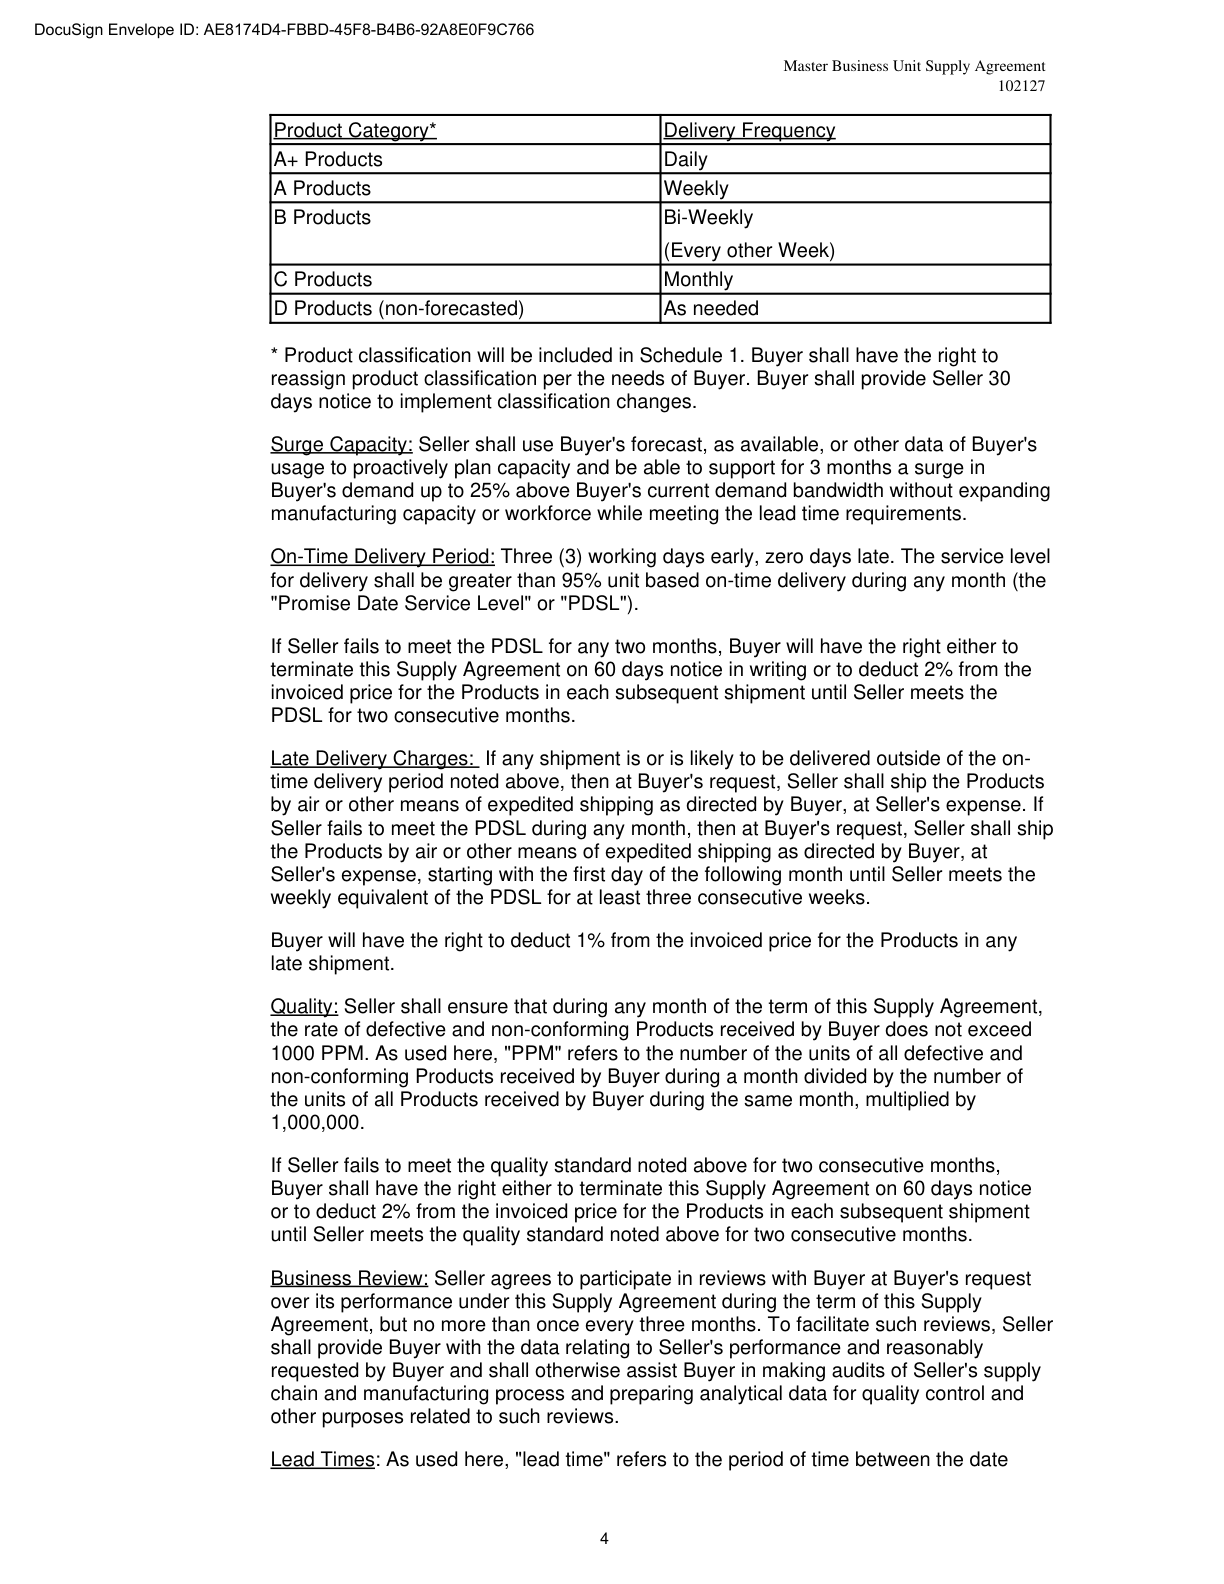 DocuSign Envelope ID: AE8174D4-FBBD-45F8-B4B6-92A8E0F9C766
Master Business Unit Supply Agreement
102127
Product Category* Delivery Frequency
A+ Products Daily
A Products Weekly
B Products Bi-Weekly
(Every other Week)
C Products Monthly
D Products (non-forecasted) As needed
* Product classification will be included in Schedule 1. Buyer shall have the right to
reassign product classification per the needs of Buyer. Buyer shall provide Seller 30
days notice to implement classification changes.
Surge Capacity: Seller shall use Buyer's forecast, as available, or other data of Buyer's
usage to proactively plan capacity and be able to support for 3 months a surge in
Buyer's demand up to 25% above Buyer's current demand bandwidth without expanding
manufacturing capacity or workforce while meeting the lead time requirements.
On-Time Delivery Period: Three (3) working days early, zero days late. The service level
for delivery shall be greater than 95% unit based on-time delivery during any month (the
"Promise Date Service Level" or "PDSL").
If Seller fails to meet the PDSL for any two months, Buyer will have the right either to
terminate this Supply Agreement on 60 days notice in writing or to deduct 2% from the
invoiced price for the Products in each subsequent shipment until Seller meets the
PDSL for two consecutive months.
Late Delivery Charges: If any shipment is or is likely to be delivered outside of the on-
time delivery period noted above, then at Buyer's request, Seller shall ship the Products
by air or other means of expedited shipping as directed by Buyer, at Seller's expense. If
Seller fails to meet the PDSL during any month, then at Buyer's request, Seller shall ship
the Products by air or other means of expedited shipping as directed by Buyer, at
Seller's expense, starting with the first day of the following month until Seller meets the
weekly equivalent of the PDSL for at least three consecutive weeks.
Buyer will have the right to deduct 1% from the invoiced price for the Products in any
late shipment.
Quality: Seller shall ensure that during any month of the term of this Supply Agreement,
the rate of defective and non-conforming Products received by Buyer does not exceed
1000 PPM. As used here, "PPM" refers to the number of the units of all defective and
non-conforming Products received by Buyer during a month divided by the number of
the units of all Products received by Buyer during the same month, multiplied by
1,000,000.
If Seller fails to meet the quality standard noted above for two consecutive months,
Buyer shall have the right either to terminate this Supply Agreement on 60 days notice
or to deduct 2% from the invoiced price for the Products in each subsequent shipment
until Seller meets the quality standard noted above for two consecutive months.
Business Review: Seller agrees to participate in reviews with Buyer at Buyer's request
over its performance under this Supply Agreement during the term of this Supply
Agreement, but no more than once every three months. To facilitate such reviews, Seller
shall provide Buyer with the data relating to Seller's performance and reasonably
requested by Buyer and shall otherwise assist Buyer in making audits of Seller's supply
chain and manufacturing process and preparing analytical data for quality control and
other purposes related to such reviews.
Lead Times: As used here, "lead time" refers to the period of time between the date
4